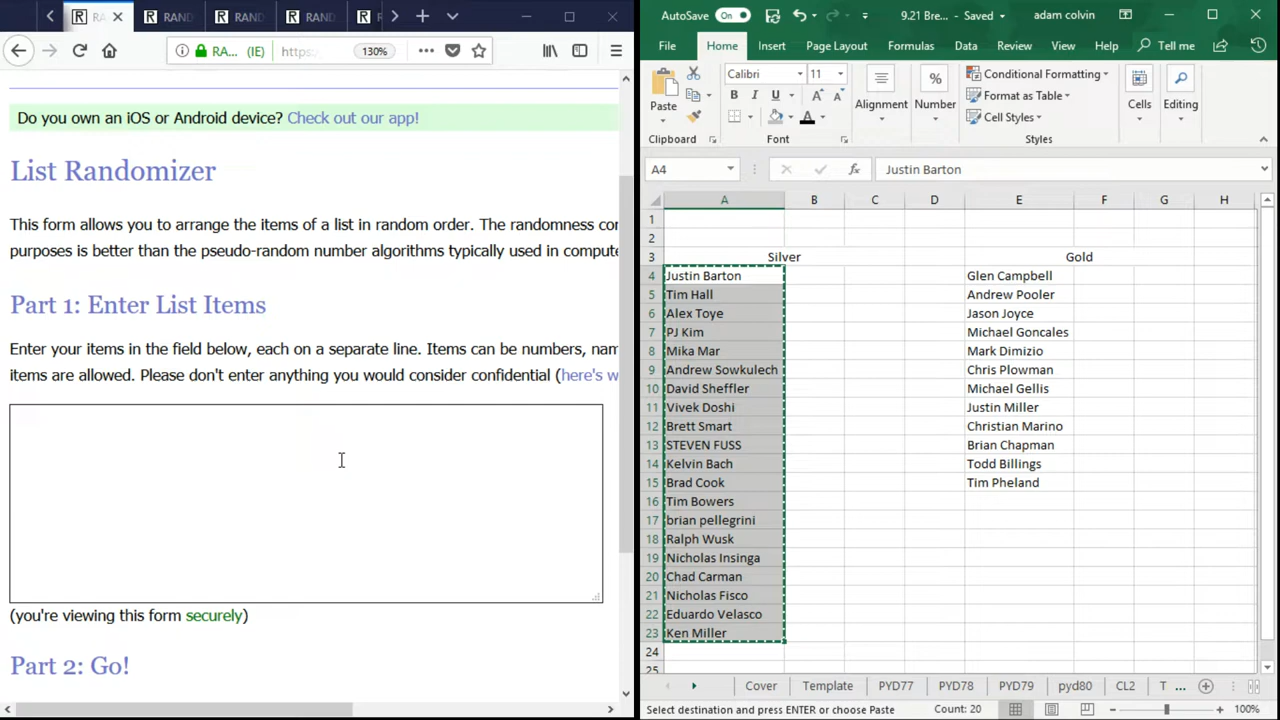 RA
RAND
RAND
RAND
R
RA... (IE)
https:
130%
Do you own an iOS or Android device? Check out our app!
List Randomizer
This form allows you to arrange the items of a list in random order. The randomness cor
purposes is better than the pseudo-random number algorithms typically used in compute
Part 1: Enter List Items
Enter your items in the field below, each on a separate line. Items can be numbers, nam
items are allowed. Please don't enter anything you would consider confidential (here's w
(you're viewing this form securely)
Part 2: Go!
AutoSave On 9.21 Bre... - Saved adam colvin
File Home Insert Page Layout Formulas Data Review View Help Tell me
Calibri 11
Paste
B I U
Alignment
Number
Conditional Formatting
Format as Table
Cell Styles
Cells
Editing
Clipboard Font Styles
A4 fx Justin Barton
A B C D E F G H
1
2
3 Silver Gold
4 Justin Barton Glen Campbell
5 Tim Hall Andrew Pooler
6 Alex Toye Jason Joyce
7 PJ Kim Michael Goncales
8 Mika Mar Mark Dimizio
9 Andrew Sowkulech Chris Plowman
10 David Sheffler Michael Gellis
11 Vivek Doshi Justin Miller
12 Brett Smart Christian Marino
13 STEVEN FUSS Brian Chapman
14 Kelvin Bach Todd Billings
15 Brad Cook Tim Pheland
16 Tim Bowers
17 brian pellegrini
18 Ralph Wusk
19 Nicholas Insinga
20 Chad Carman
21 Nicholas Fisco
22 Eduardo Velasco
23 Ken Miller
24
25
Cover Template PYD77 PYD78 PYD79 pyd80 CL2 T ...
Select destination and press ENTER or choose Paste Count: 20 100%